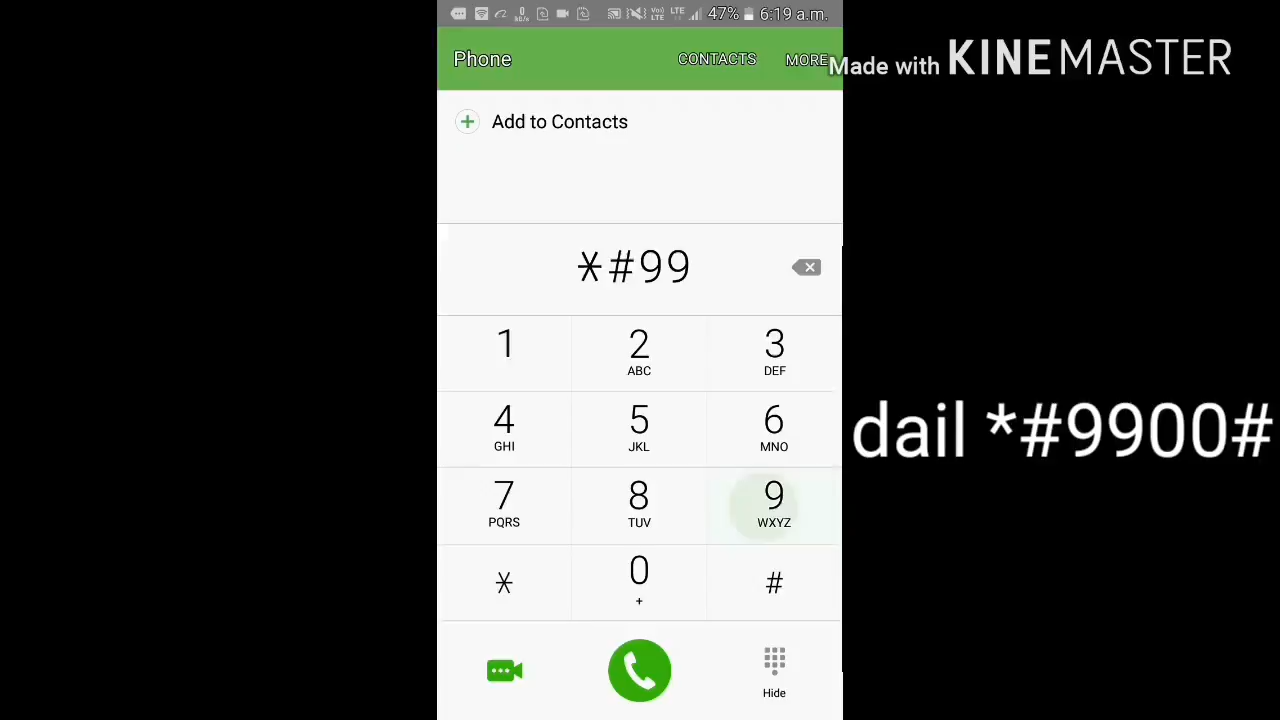 47% 6:19 a.m.
Phone CONTACTS MORE
Made with KINEMASTER
Add to Contacts
*#99
1 2 3
ABC DEF
4 5 6
GHI JKL MNO
dail *#9900#
7 8 9
PQRS TUV WXYZ
* 0 #
+
Hide